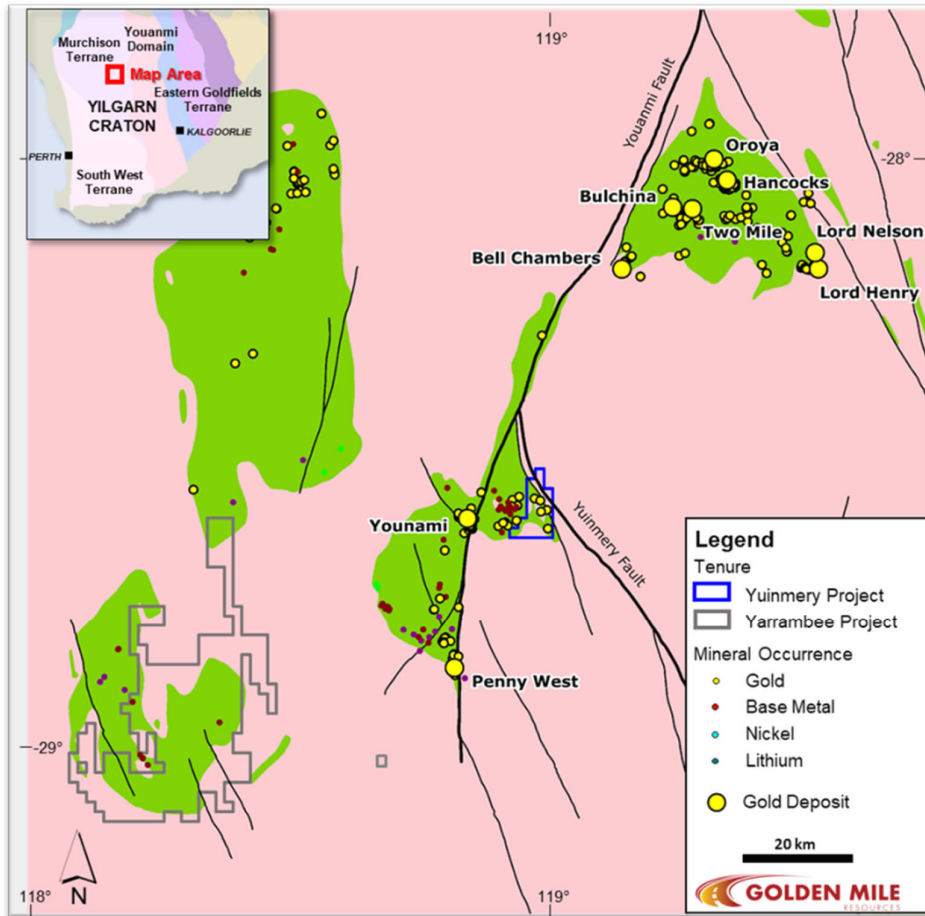 119°
Murchison
Terrane
Youanmi
Domain
Map Area
YILGARN
CRATON
Eastern Goldfields
Terrane
KALGOORLIE
PERTH
South West
Terrane
Youanmi Fault
-28°
Oroya
Hancocks
Bulchina
Two Mile
Lord Nelson
Bell Chambers
Lord Henry
Younami
Yuinmery Fault
Penny West
-29°
N
118°
119°
Legend
Tenure
Yuinmery Project
Yarrambee Project
Mineral Occurrence
Gold
Base Metal
Nickel
Lithium
Gold Deposit
20 km
GOLDEN MILE
RESOURCES